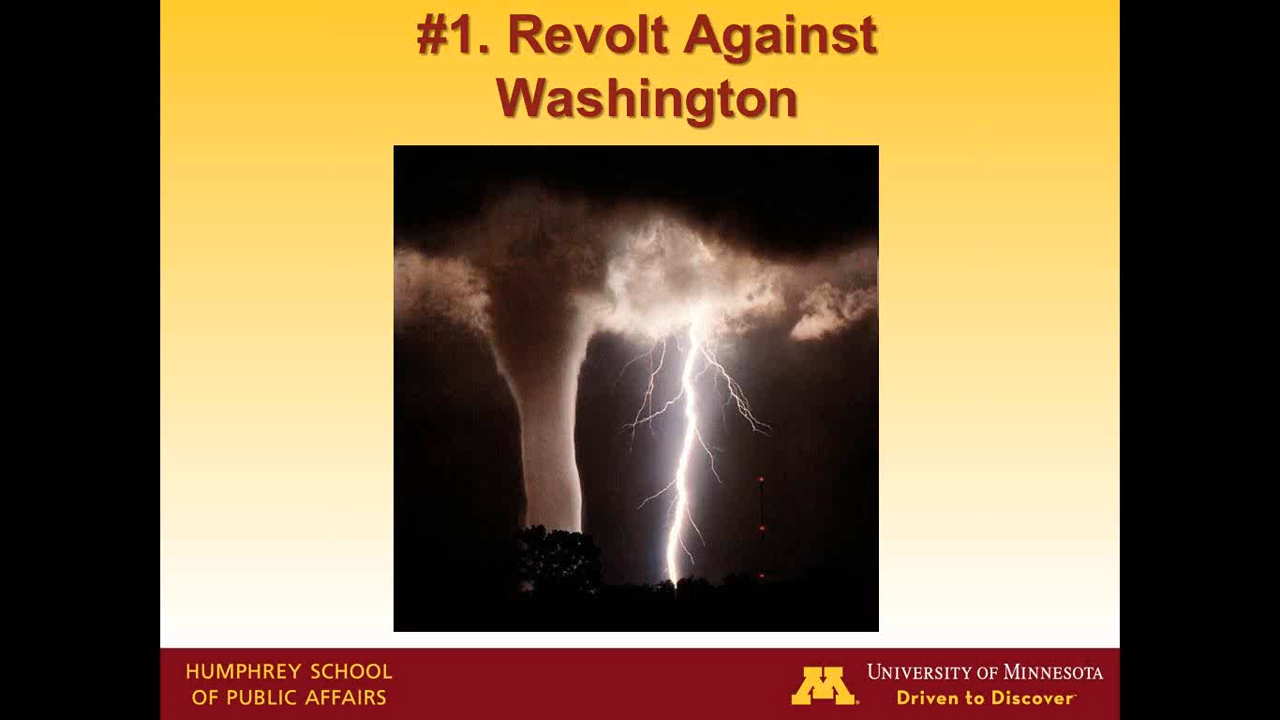 #1. Revolt Against
Washington
HUMPHREY SCHOOL
OF PUBLIC AFFAIRS
M
UNIVERSITY OF MINNESOTA
Driven to Discover